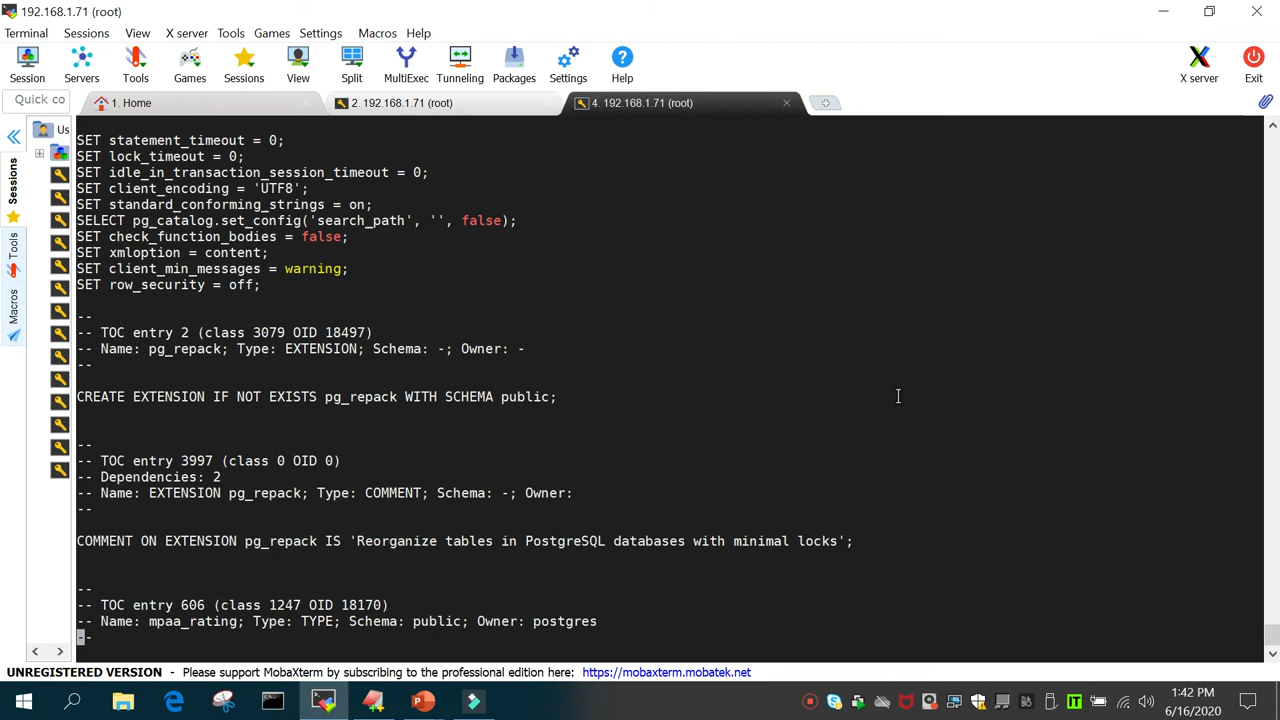 192.168.1.71 (root)
Terminal Sessions View X server Tools Games Settings Macros Help
Session Servers Tools Games Sessions View Split MultiExec Tunneling Packages Settings Help X server Exit
Quick co
1. Home
2. 192.168.1.71 (root)
4. 192.168.1.71 (root)
Us
Sessions
Tools
Macros
SET statement_timeout = 0;
SET lock_timeout = 0;
SET idle_in_transaction_session_timeout = 0;
SET client_encoding = 'UTF8';
SET standard_conforming_strings = on;
SELECT pg_catalog.set_config('search_path', '', false);
SET check_function_bodies = false;
SET xmloption = content;
SET client_min_messages = warning;
SET row_security = off;
--
-- TOC entry 2 (class 3079 OID 18497)
-- Name: pg_repack; Type: EXTENSION; Schema: -; Owner: -
--
CREATE EXTENSION IF NOT EXISTS pg_repack WITH SCHEMA public;
--
-- TOC entry 3997 (class 0 OID 0)
-- Dependencies: 2
-- Name: EXTENSION pg_repack; Type: COMMENT; Schema: -; Owner:
--
COMMENT ON EXTENSION pg_repack IS 'Reorganize tables in PostgreSQL databases with minimal locks';
--
-- TOC entry 606 (class 1247 OID 18170)
-- Name: mpaa_rating; Type: TYPE; Schema: public; Owner: postgres
--
UNREGISTERED VERSION - Please support MobaXterm by subscribing to the professional edition here: https://mobaxterm.mobatek.net
1:42 PM
6/16/2020